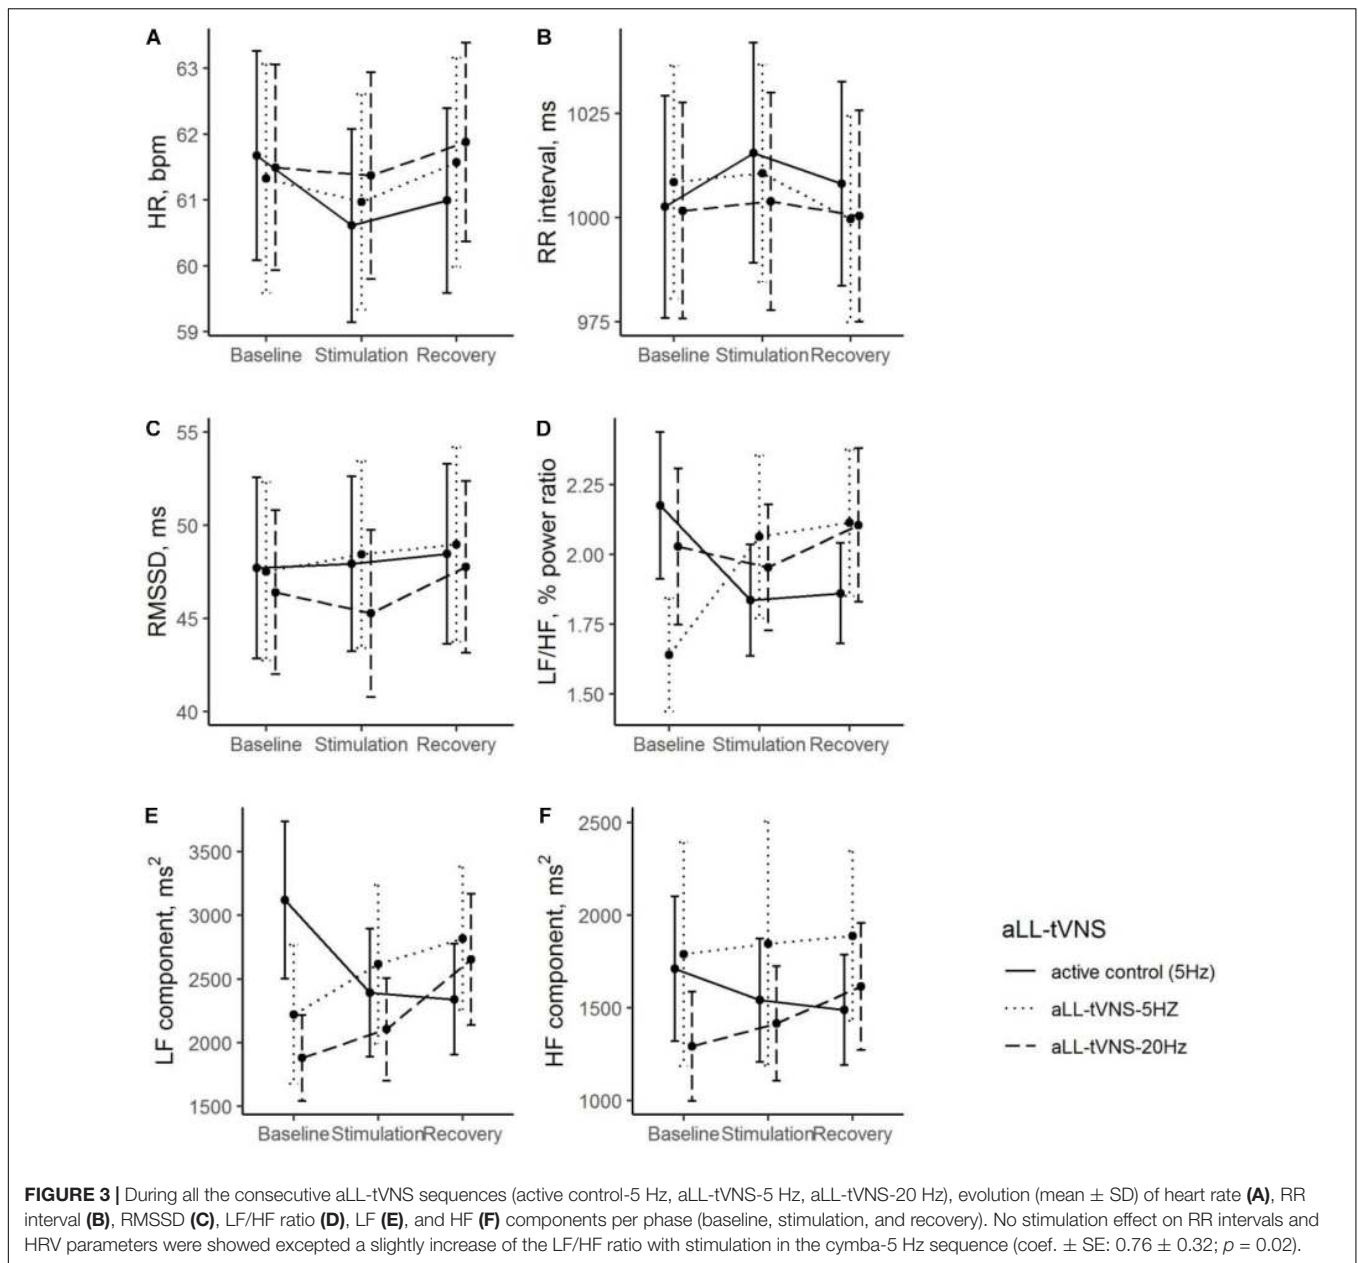 A
HR, bpm
63
62
61
60
59
Baseline Stimulation Recovery
B
RR interval, ms
1025
1000
975
Baseline Stimulation Recovery
C
RMSSD, ms
55
50
45
40
Baseline Stimulation Recovery
D
LF/HF, % power ratio
2.25
2.00
1.75
1.50
Baseline Stimulation Recovery
E
LF component, ms²
3500
3000
2500
2000
1500
Baseline Stimulation Recovery
F
HF component, ms²
2500
2000
1500
1000
Baseline Stimulation Recovery
aLL-tVNS
active control (5Hz)
aLL-tVNS-5HZ
aLL-tVNS-20Hz
FIGURE 3 | During all the consecutive aLL-tVNS sequences (active control-5 Hz, aLL-tVNS-5 Hz, aLL-tVNS-20 Hz), evolution (mean ± SD) of heart rate (A), RR
interval (B), RMSSD (C), LF/HF ratio (D), LF (E), and HF (F) components per phase (baseline, stimulation, and recovery). No stimulation effect on RR intervals and
HRV parameters were showed excepted a slightly increase of the LF/HF ratio with stimulation in the cymba-5 Hz sequence (coef. ± SE: 0.76 ± 0.32; p = 0.02).